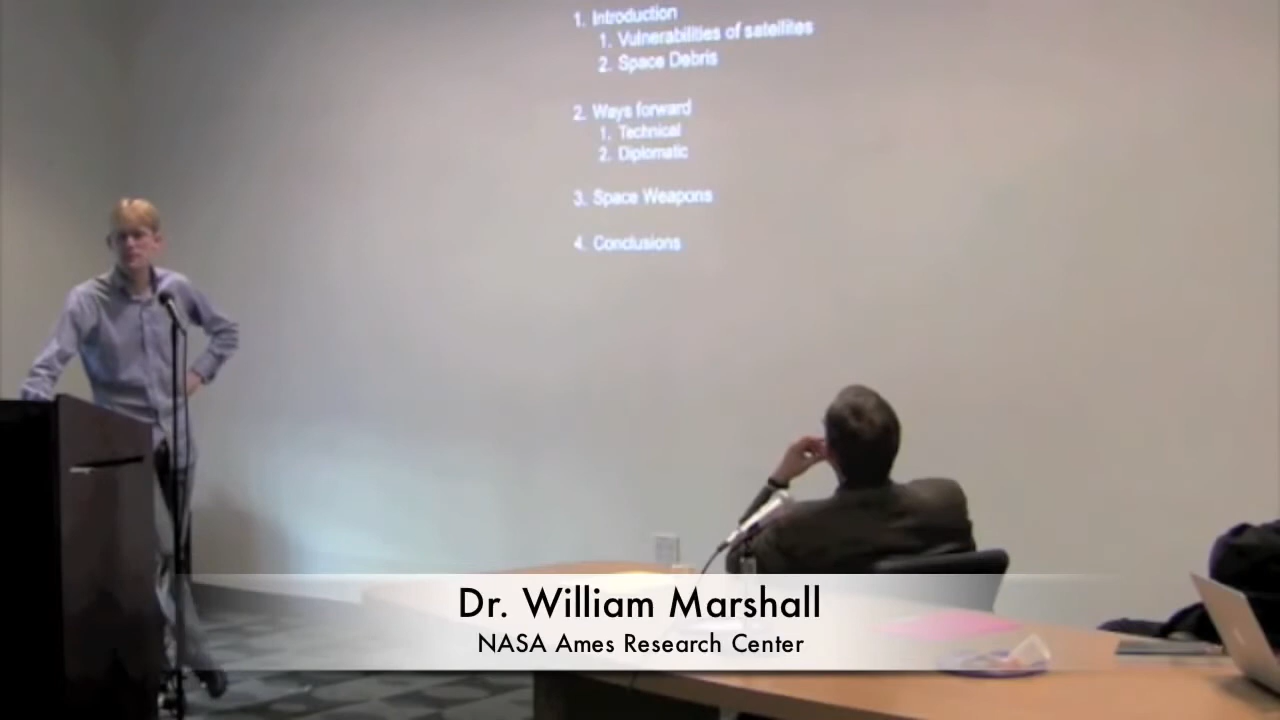 1. Introduction
1. Vulnerabilities of satellites
2. Space Debris
2. Ways forward
1. Technical
2. Diplomatic
3. Space Weapons
4. Conclusions
Dr. William Marshall
NASA Ames Research Center